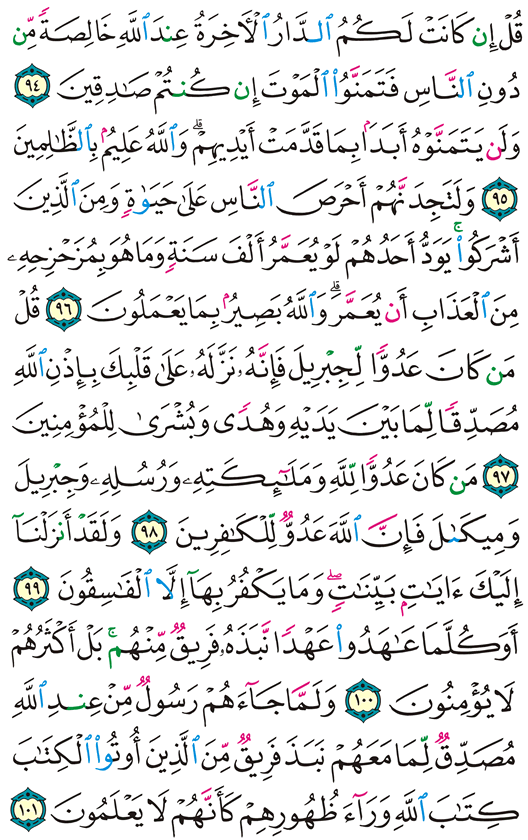 قُلْ إِن كَانَتْ لَكُمُ ٱلدَّارُ ٱلْأَخِرَةُ عِندَ ٱللَّهِ خَالِصَةً مِّن
دُونِ ٱلنَّاسِ فَتَمَنَّوُا۟ ٱلْمَوْتَ إِن كُنتُمْ صَـٰدِقِينَ ٩٤
وَلَن يَتَمَنَّوْهُ أَبَدًۢا بِمَا قَدَّمَتْ أَيْدِيهِمْ ۗ وَٱللَّهُ عَلِيمٌۢ بِٱلظَّـٰلِمِينَ
٩٥ وَلَتَجِدَنَّهُمْ أَحْرَصَ ٱلنَّاسِ عَلَىٰ حَيَوٰةٍ وَمِنَ ٱلَّذِينَ
أَشْرَكُوا۟ ۚ يَوَدُّ أَحَدُهُمْ لَوْ يُعَمَّرُ أَلْفَ سَنَةٍ وَمَا هُوَ بِمُزَحْزِحِهِۦ
مِنَ ٱلْعَذَابِ أَن يُعَمَّرَ ۗ وَٱللَّهُ بَصِيرٌۢ بِمَا يَعْمَلُونَ ٩٦ قُلْ
مَن كَانَ عَدُوًّا لِّجِبْرِيلَ فَإِنَّهُۥ نَزَّلَهُۥ عَلَىٰ قَلْبِكَ بِإِذْنِ ٱللَّهِ
مُصَدِّقًا لِّمَا بَيْنَ يَدَيْهِ وَهُدًى وَبُشْرَىٰ لِلْمُؤْمِنِينَ
٩٧ مَن كَانَ عَدُوًّا لِّلَّهِ وَمَلَـٰٓئِكَتِهِۦ وَرُسُلِهِۦ وَجِبْرِيلَ
وَمِيكَىٰلَ فَإِنَّ ٱللَّهَ عَدُوٌّ لِّلْكَـٰفِرِينَ ٩٨ وَلَقَدْ أَنزَلْنَآ
إِلَيْكَ ءَايَـٰتٍۭ بَيِّنَـٰتٍ ۖ وَمَا يَكْفُرُ بِهَآ إِلَّا ٱلْفَـٰسِقُونَ ٩٩
أَوَكُلَّمَا عَـٰهَدُوا۟ عَهْدًا نَّبَذَهُۥ فَرِيقٌ مِّنْهُم ۚ بَلْ أَكْثَرُهُمْ
لَا يُؤْمِنُونَ ١٠٠ وَلَمَّا جَآءَهُمْ رَسُولٌ مِّنْ عِندِ ٱللَّهِ
مُصَدِّقٌ لِّمَا مَعَهُمْ نَبَذَ فَرِيقٌ مِّنَ ٱلَّذِينَ أُوتُوا۟ ٱلْكِتَـٰبَ
كِتَـٰبَ ٱللَّهِ وَرَآءَ ظُهُورِهِمْ كَأَنَّهُمْ لَا يَعْلَمُونَ ١٠١